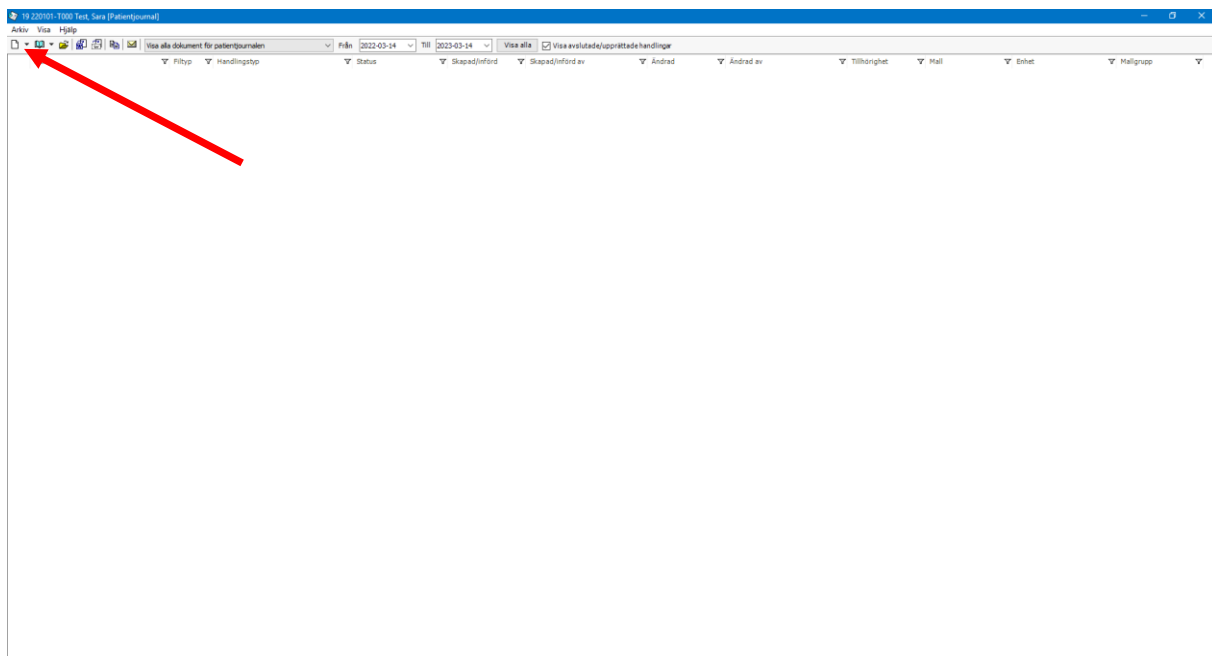 19 220101-T000 Test, Sara [Patientjournal]
Arkiv Visa Hjälp
Visa alla dokument för patientjournalen Från 2022-03-14 Till 2023-03-14 Visa alla Visa avslutade/upprättade handlingar
Filtyp Handlingstyp Status Skapad/införd Skapad/införd av Ändrad Ändrad av Tillhörighet Mall Enhet Mallgrupp